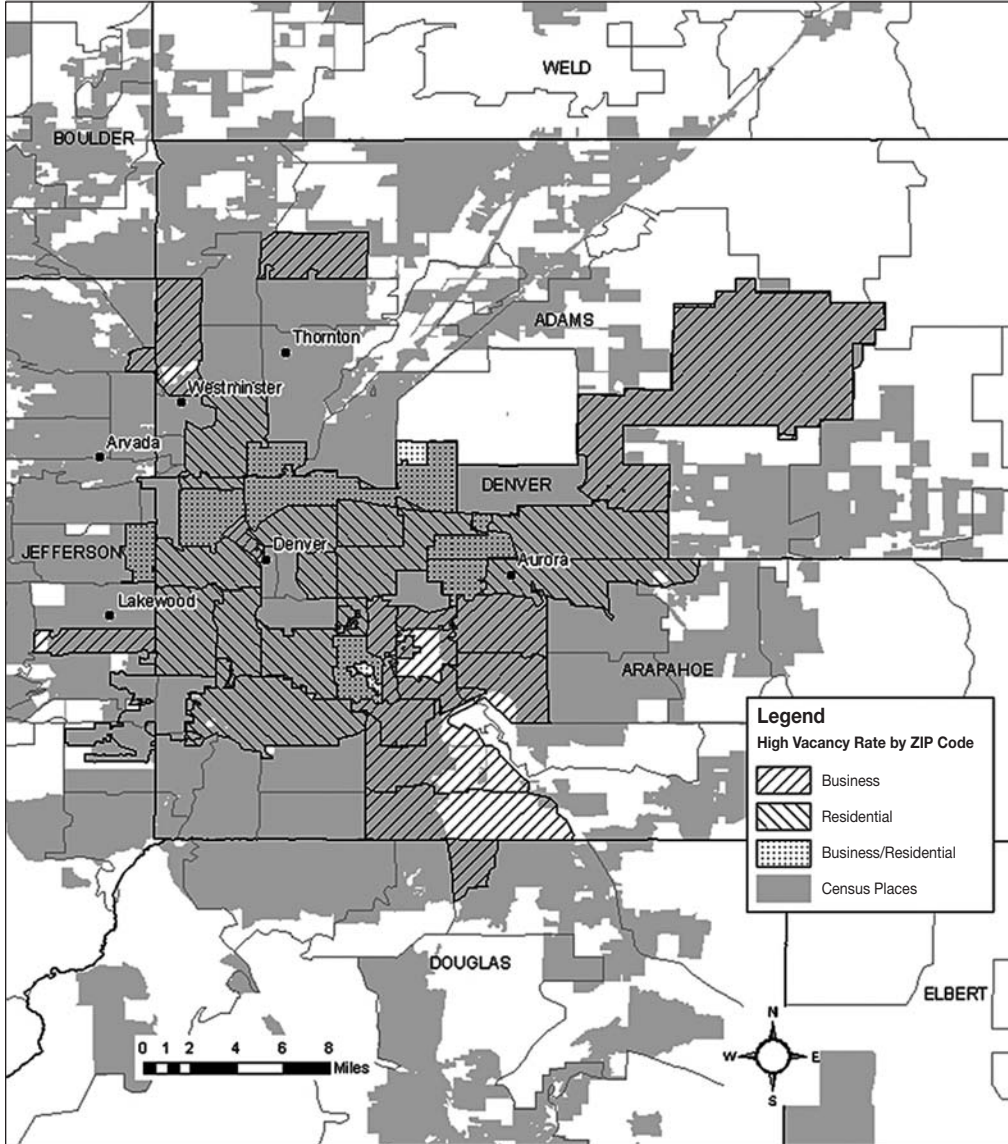 WELD
BOULDER
ADAMS
Thornton
Westminster
Arvada
DENVER
JEFFERSON
Denver
Aurora
Lakewood
ARAPAHOE
Legend
High Vacancy Rate by ZIP Code
Business
Residential
Business/Residential
Census Places
DOUGLAS
ELBERT
N
W E
S
0 1 2 4 6 8
Miles